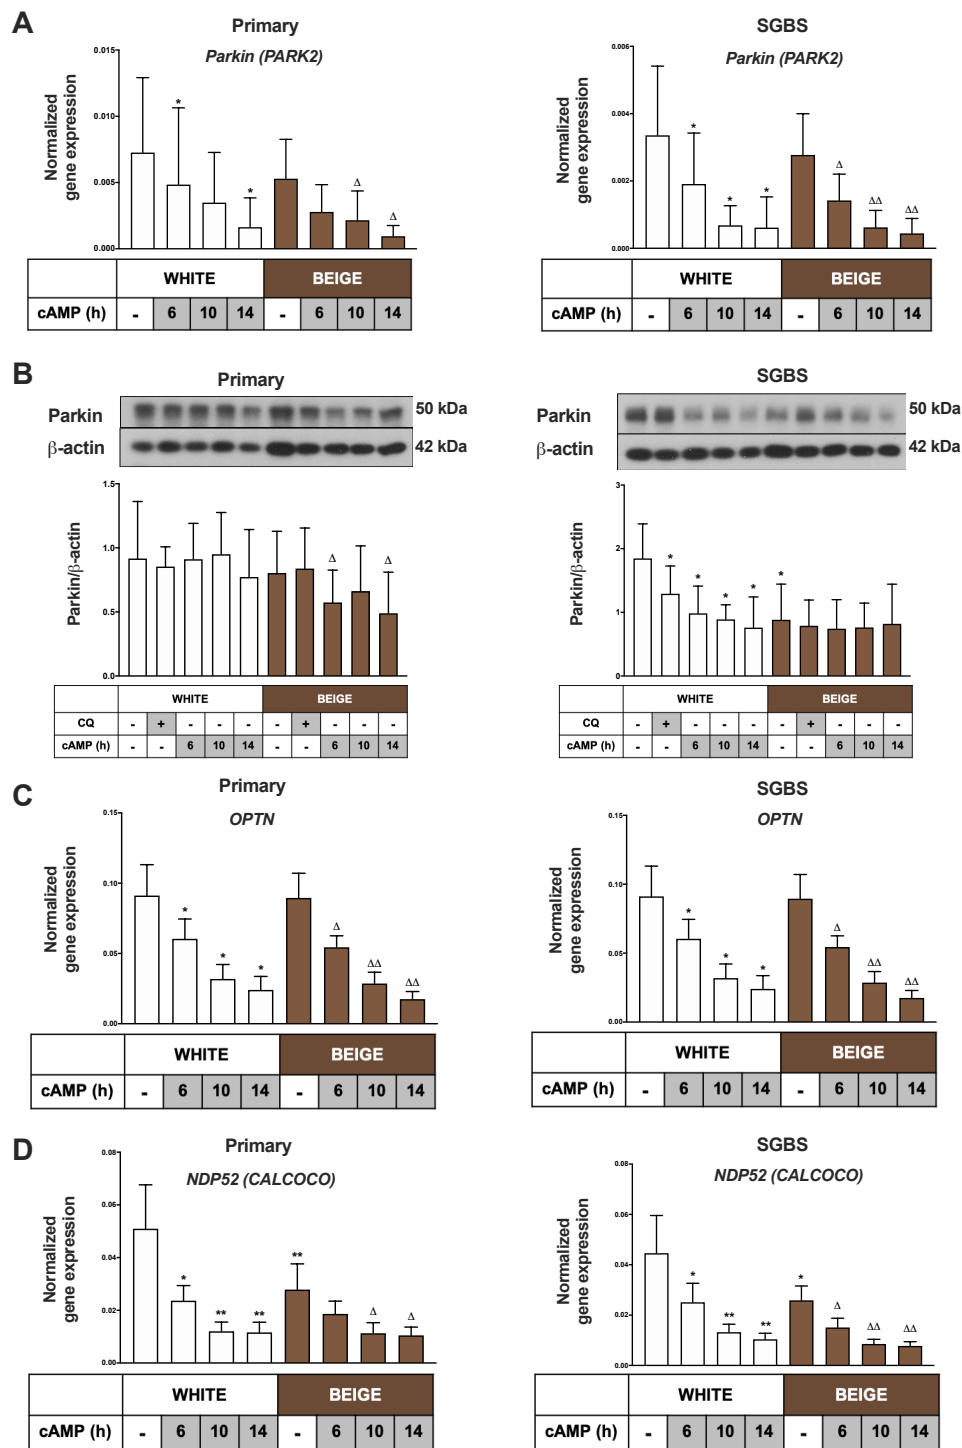 A
Primary
Parkin (PARK2)
Normalized
gene expression
0.015
0.010
0.005
0.000
* * Δ Δ
WHITE BEIGE
cAMP (h) - 6 10 14 - 6 10 14
SGBS
Parkin (PARK2)
Normalized
gene expression
0.006
0.004
0.002
0.000
* * * Δ ΔΔ ΔΔ
WHITE BEIGE
cAMP (h) - 6 10 14 - 6 10 14
B
Primary
Parkin 50 kDa
β-actin 42 kDa
Parkin/β-actin
1.5
1.0
0.5
0
Δ Δ
WHITE BEIGE
CQ - + - - - - + - - -
cAMP (h) - - 6 10 14 - - 6 10 14
SGBS
Parkin 50 kDa
β-actin 42 kDa
Parkin/β-actin
3
2
1
0
* * * * *
WHITE BEIGE
CQ - + - - - - + - - -
cAMP (h) - - 6 10 14 - - 6 10 14
C
Primary
OPTN
Normalized
gene expression
0.15
0.10
0.05
0.00
* * * Δ ΔΔ ΔΔ
WHITE BEIGE
cAMP (h) - 6 10 14 - 6 10 14
SGBS
OPTN
Normalized
gene expression
0.15
0.10
0.05
0.00
* * * Δ ΔΔ ΔΔ
WHITE BEIGE
cAMP (h) - 6 10 14 - 6 10 14
D
Primary
NDP52 (CALCOCO)
Normalized
gene expression
0.08
0.06
0.04
0.02
0.00
* ** ** ** Δ Δ
WHITE BEIGE
cAMP (h) - 6 10 14 - 6 10 14
SGBS
NDP52 (CALCOCO)
Normalized
gene expression
0.08
0.06
0.04
0.02
0.00
* ** ** * Δ ΔΔ ΔΔ
WHITE BEIGE
cAMP (h) - 6 10 14 - 6 10 14